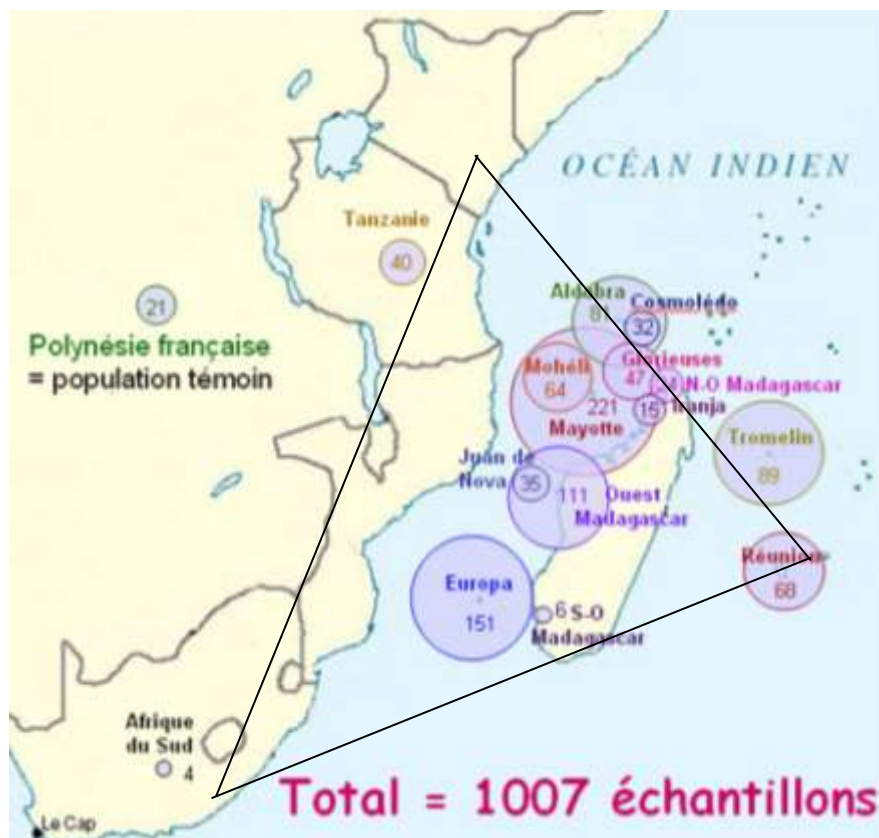 OCÉAN INDIEN
Tanzanie
40
21
Polynésie française
= population témoin
Aldabra
81
Cosmolédo
32
Glorieuses
47
N.O Madagascar
Mohéli
64
221
Mayotte
15
Iranja
Tromelin
89
Juan de
Nova
35
111
Ouest
Madagascar
Réunion
68
Europa
151
6 S-O
Madagascar
Afrique
du Sud
4
Total = 1007 échantillons
Le Cap